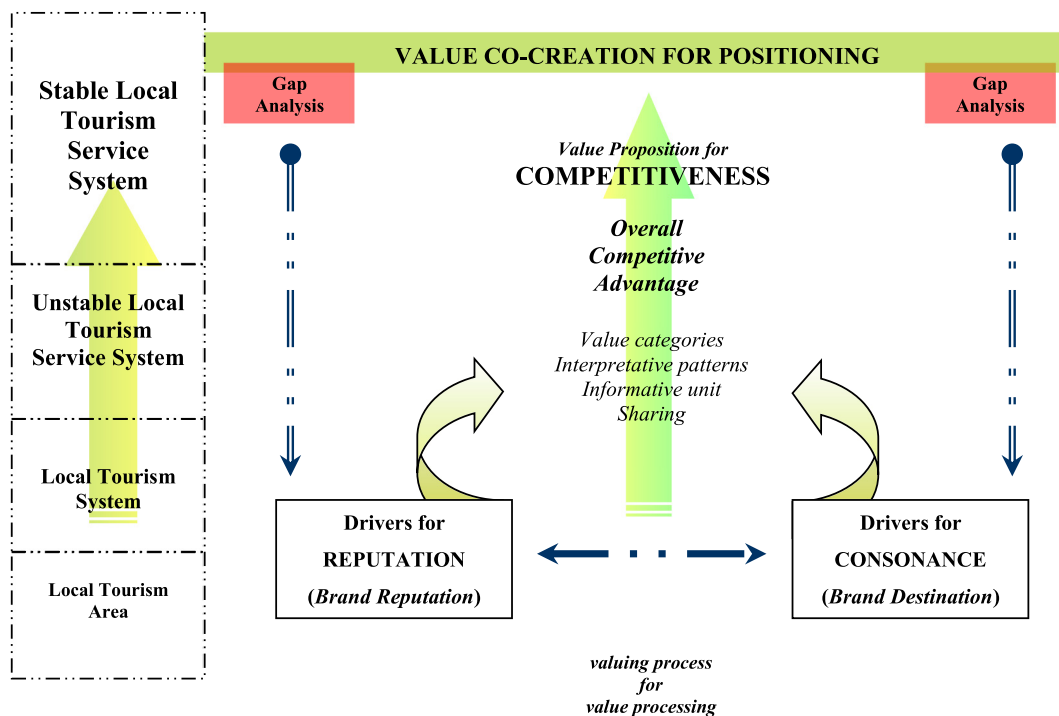 VALUE CO-CREATION FOR POSITIONING
Gap
Analysis
Gap
Analysis
Stable Local
Tourism
Service
System
Unstable Local
Tourism
Service System
Local Tourism
System
Local Tourism
Area
Value Proposition for
COMPETITIVENESS
Overall
Competitive
Advantage
Value categories
Interpretative patterns
Informative unit
Sharing
Drivers for
REPUTATION
(Brand Reputation)
Drivers for
CONSONANCE
(Brand Destination)
valuing process
for
value processing